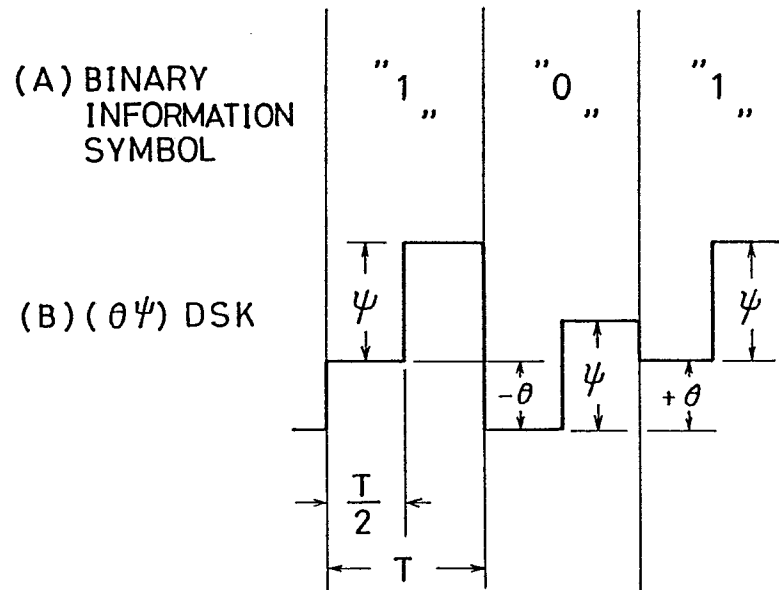 (A) BINARY INFORMATION SYMBOL
"1„ "0„ "1„
(B) (θψ) DSK
ψ
-θ
ψ
+θ
ψ
T/2
T